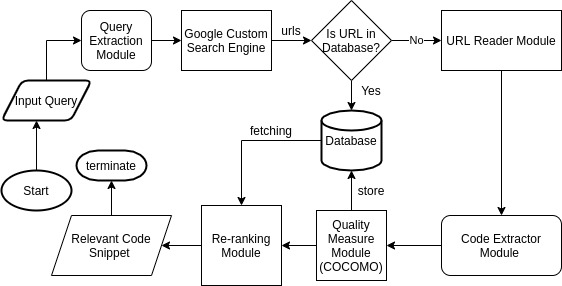 Query
Extraction
Module
Google Custom
Search Engine
urls
Is URL in
Database?
No
URL Reader Module
Input Query
Yes
Database
fetching
terminate
Start
store
Relevant Code
Snippet
Re-ranking
Module
Quality
Measure
Module
(COCOMO)
Code Extractor
Module